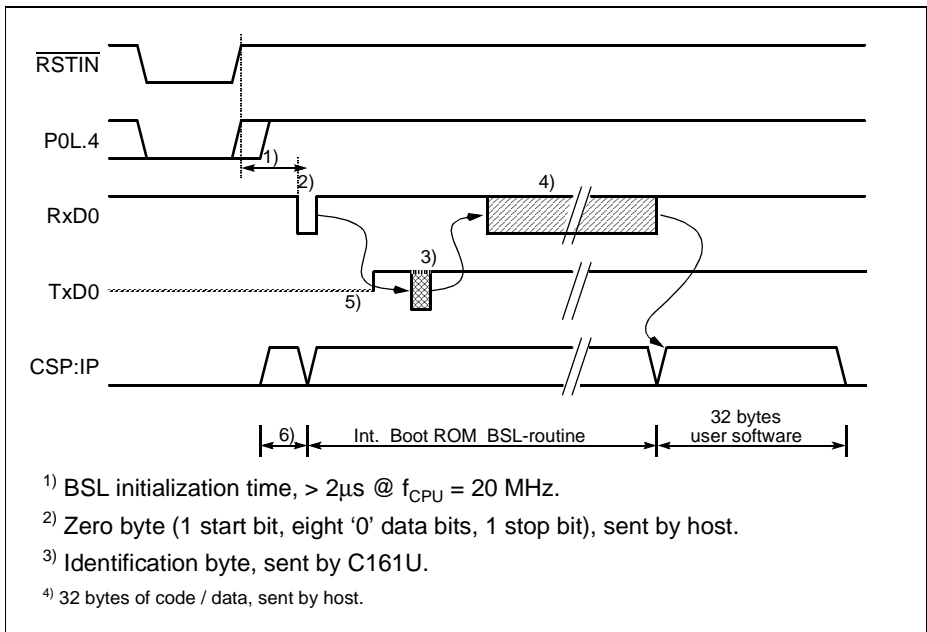 RSTIN
P0L.4
1)
2)
4)
RxD0
3)
TxD0
5)
CSP:IP
6)
Int. Boot ROM BSL-routine
32 bytes
user software
1) BSL initialization time, > 2µs @ fCPU = 20 MHz.
2) Zero byte (1 start bit, eight ‘0’ data bits, 1 stop bit), sent by host.
3) Identification byte, sent by C161U.
4) 32 bytes of code / data, sent by host.